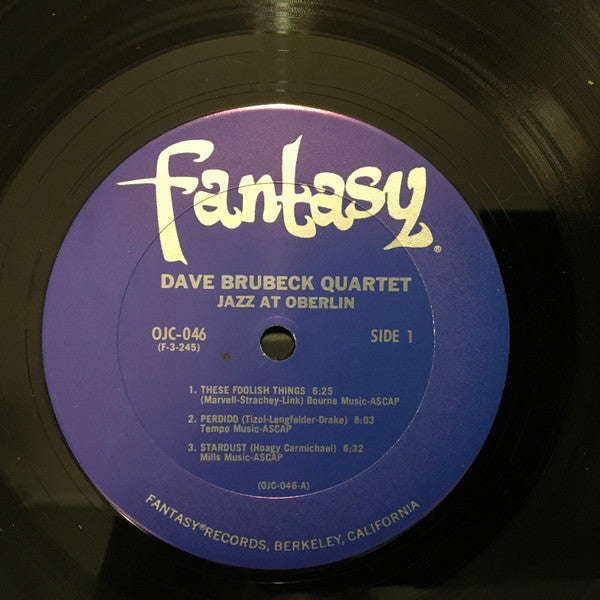 fantasy®
DAVE BRUBECK QUARTET
JAZZ AT OBERLIN
OJC-046
(F-3-245)
SIDE 1
1. THESE FOOLISH THINGS 6:25
(Marvell-Strachey-Link) Bourne Music-ASCAP
2. PERDIDO (Tizol-Lengfelder-Drake) 8:03
Tempo Music-ASCAP
3. STARDUST (Hoagy Carmichael) 6:32
Mills Music-ASCAP
(OJC-046-A)
FANTASY®RECORDS, BERKELEY, CALIFORNIA